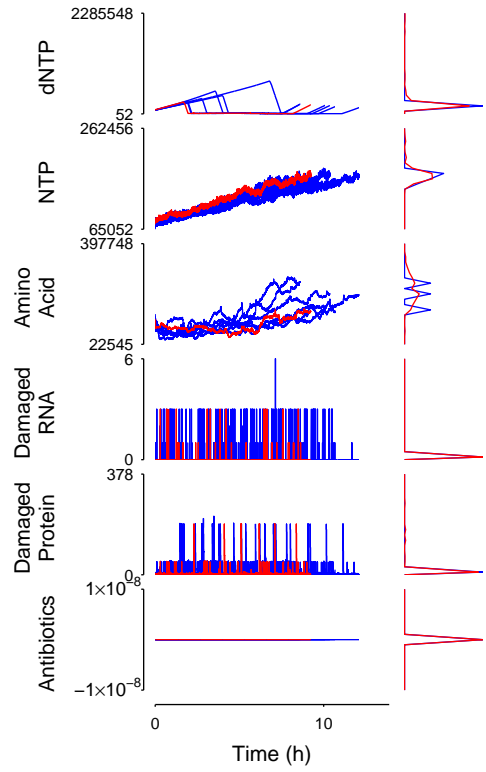 2285548
dNTP
52
262456
NTP
65052
397748
Amino
Acid
22545
6
Damaged
RNA
0
378
Damaged
Protein
0
1×10⁻⁸
Antibiotics
−1×10⁻⁸
0 10
Time (h)